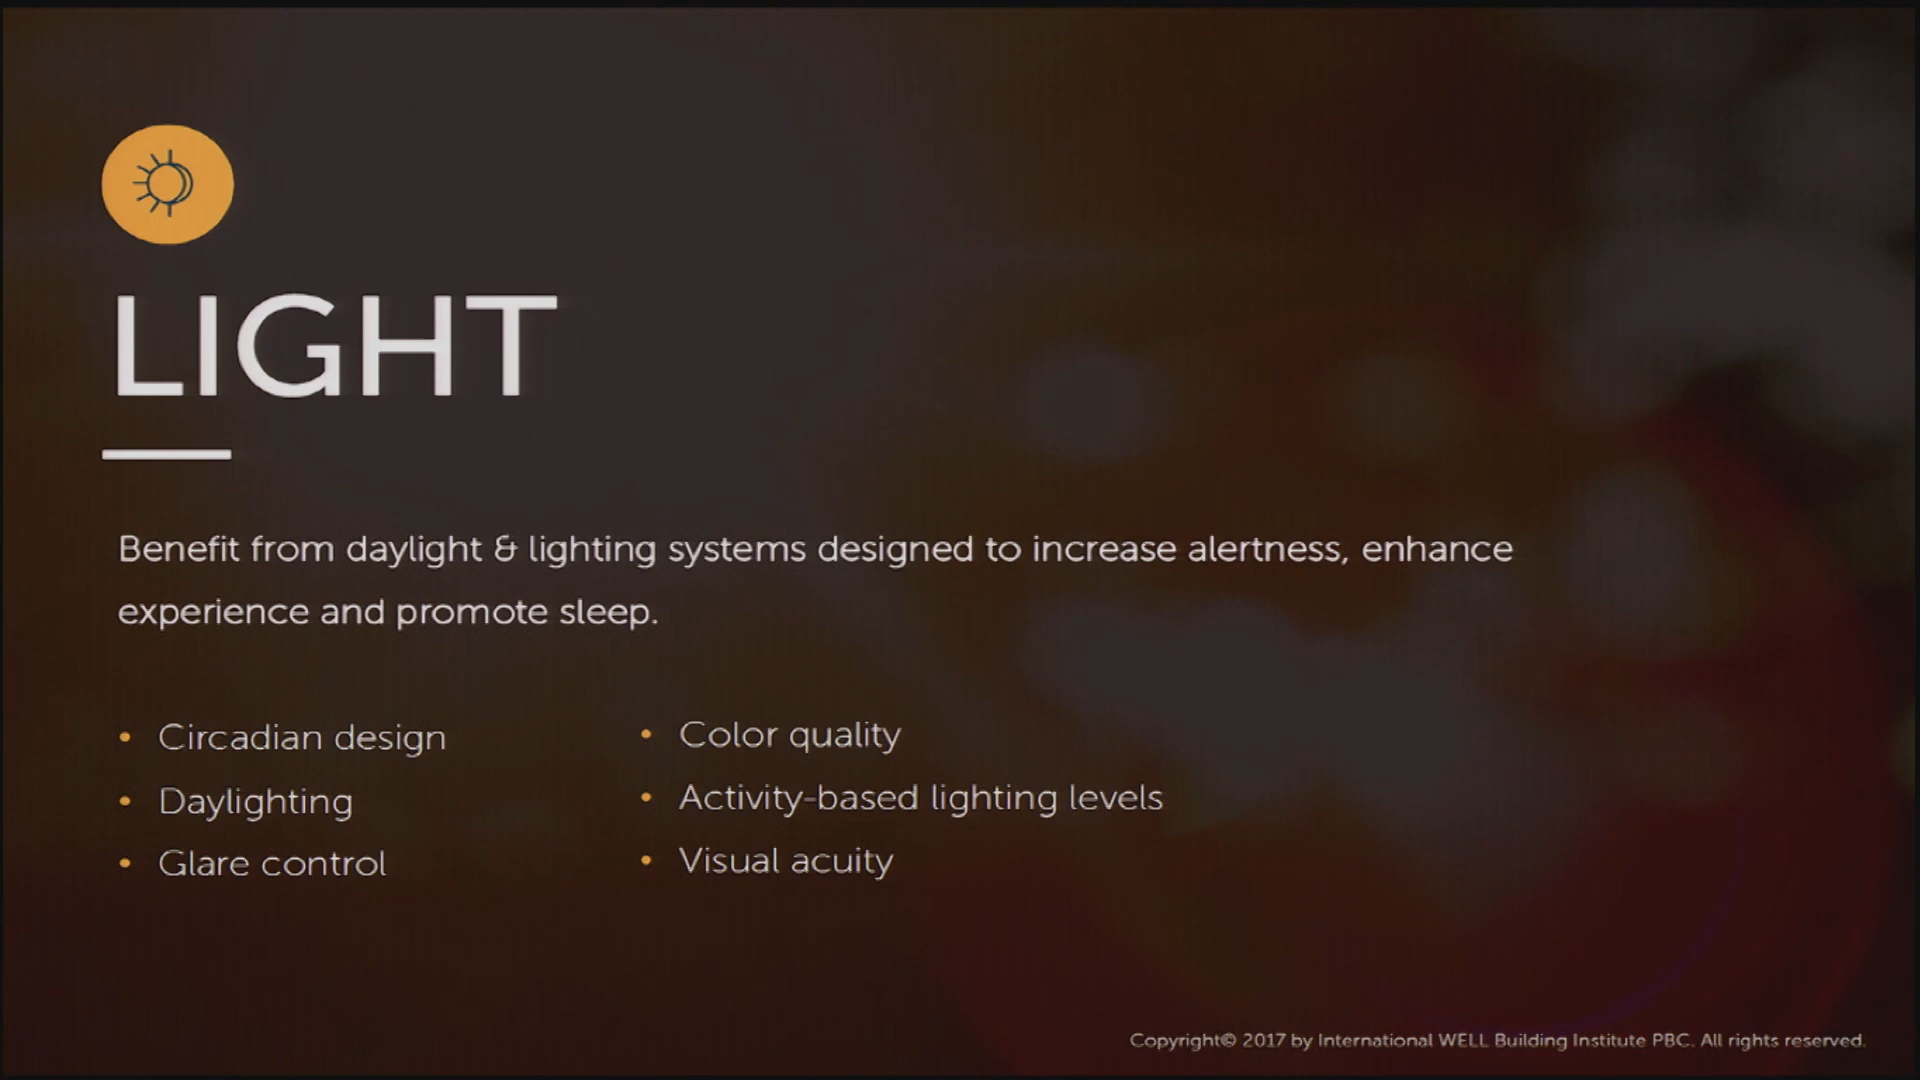 LIGHT
Benefit from daylight & lighting systems designed to increase alertness, enhance
experience and promote sleep.
• Circadian design
• Daylighting
• Glare control
• Color quality
• Activity-based lighting levels
• Visual acuity
Copyright© 2017 by International WELL Building Institute PBC. All rights reserved.